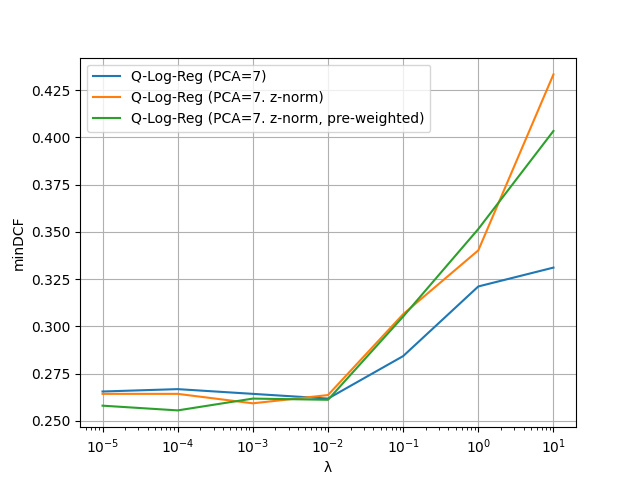 Q-Log-Reg (PCA=7)
Q-Log-Reg (PCA=7. z-norm)
Q-Log-Reg (PCA=7. z-norm, pre-weighted)
minDCF
0.425
0.400
0.375
0.350
0.325
0.300
0.275
0.250
10⁻⁵ 10⁻⁴ 10⁻³ 10⁻² 10⁻¹ 10⁰ 10¹
λ